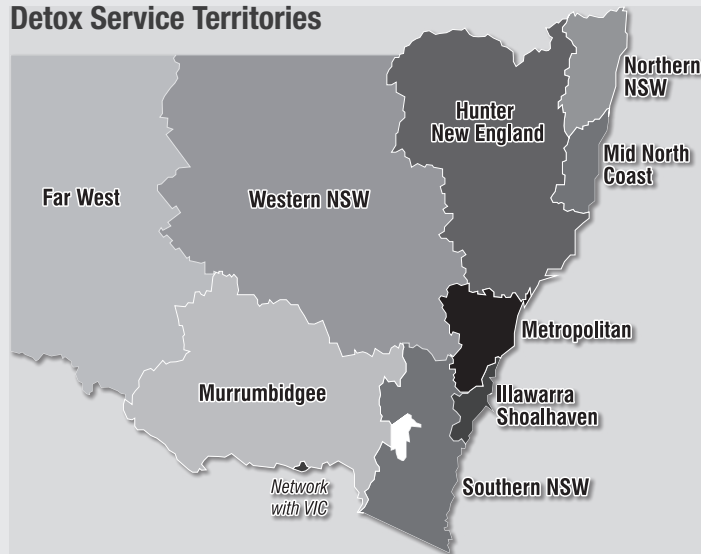 Detox Service Territories
Northern
NSW
Hunter
New England
Mid North
Coast
Far West
Western NSW
Metropolitan
Murrumbidgee
Illawarra
Shoalhaven
Network
with VIC
Southern NSW